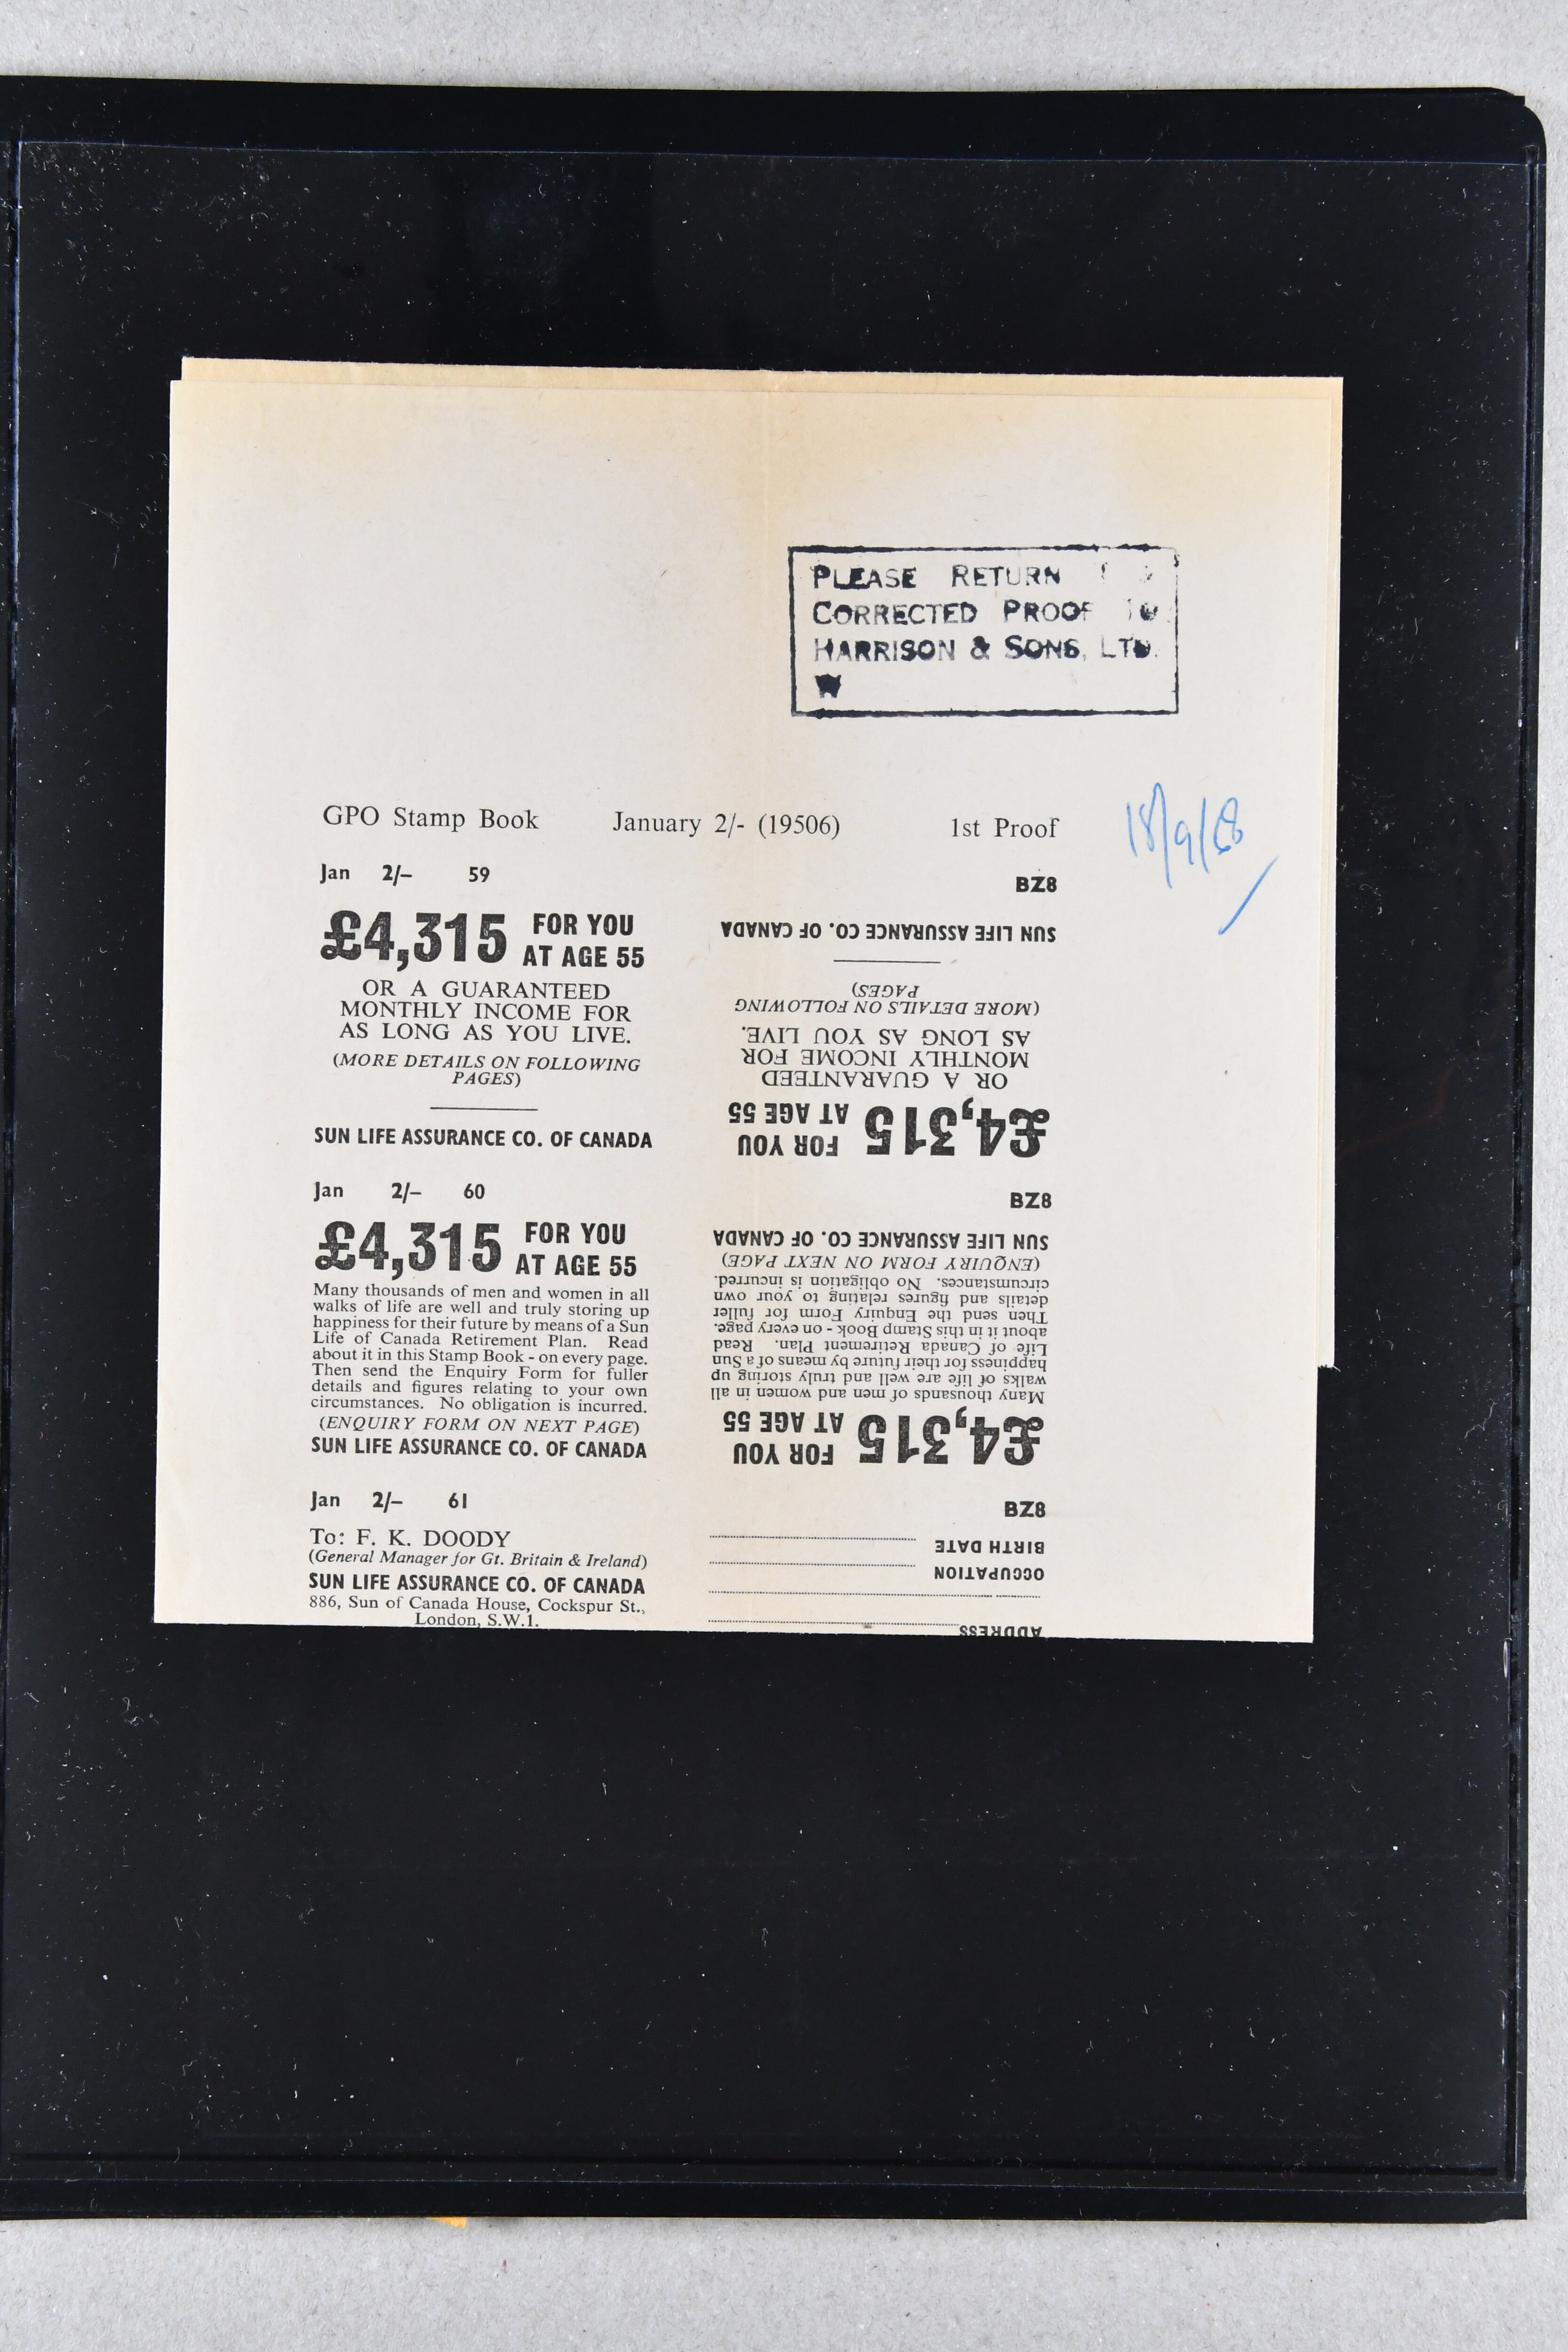 PLEASE RETURN
CORRECTED PROOF TO
HARRISON & SONS, LTD.
W
GPO Stamp Book January 2/- (19506) 1st Proof
18/9/68
Jan 2/– 59
£4,315 FOR YOU
AT AGE 55
OR A GUARANTEED
MONTHLY INCOME FOR
AS LONG AS YOU LIVE.
(MORE DETAILS ON FOLLOWING
PAGES)
SUN LIFE ASSURANCE CO. OF CANADA
Jan 2/– 60
£4,315 FOR YOU
AT AGE 55
Many thousands of men and women in all
walks of life are well and truly storing up
happiness for their future by means of a Sun
Life of Canada Retirement Plan. Read
about it in this Stamp Book - on every page.
Then send the Enquiry Form for fuller
details and figures relating to your own
circumstances. No obligation is incurred.
(ENQUIRY FORM ON NEXT PAGE)
SUN LIFE ASSURANCE CO. OF CANADA
Jan 2/– 61
To: F. K. DOODY
(General Manager for Gt. Britain & Ireland)
SUN LIFE ASSURANCE CO. OF CANADA
886, Sun of Canada House, Cockspur St.,
London, S.W.1.
BZ8
£4,315 FOR YOU
AT AGE 55
OR A GUARANTEED
MONTHLY INCOME FOR
AS LONG AS YOU LIVE.
(MORE DETAILS ON FOLLOWING
PAGES)
SUN LIFE ASSURANCE CO. OF CANADA
BZ8
£4,315 FOR YOU
AT AGE 55
Many thousands of men and women in all
walks of life are well and truly storing up
happiness for their future by means of a Sun
Life of Canada Retirement Plan. Read
about it in this Stamp Book - on every page.
Then send the Enquiry Form for fuller
details and figures relating to your own
circumstances. No obligation is incurred.
(ENQUIRY FORM ON NEXT PAGE)
SUN LIFE ASSURANCE CO. OF CANADA
BZ8
ADDRESS
OCCUPATION
BIRTH DATE